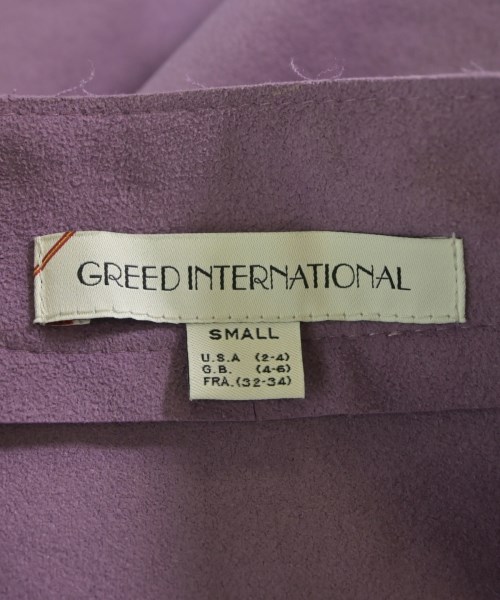 GREED INTERNATIONAL
SMALL
U.S.A (2-4)
G.B. (4-6)
FRA.(32-34)